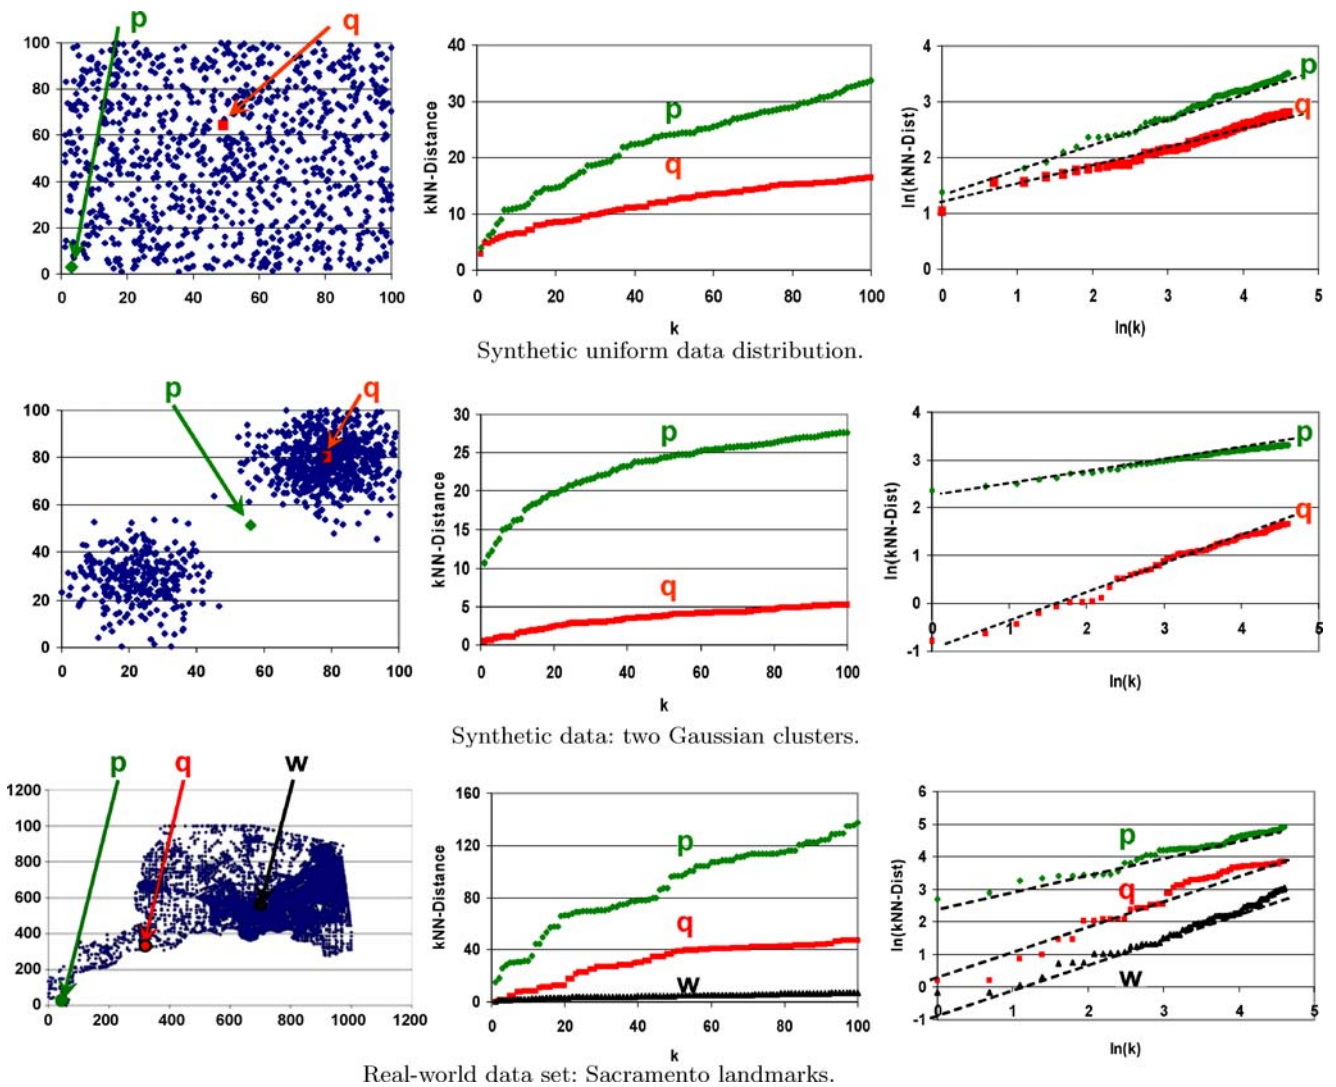 p
q
100
80
60
40
20
0
0 20 40 60 80 100
kNN-Distance
40
30
20
10
0
p
q
0 20 40 60 80 100
k
ln(kNN-Dist)
4
3
2
1
0
p
q
0 1 2 3 4 5
ln(k)
Synthetic uniform data distribution.
p
q
100
80
60
40
20
0
0 20 40 60 80 100
kNN-Distance
30
25
20
15
10
5
0
p
q
0 20 40 60 80 100
k
ln(kNN-Dist)
4
3
2
1
0
-1
p
q
0 1 2 3 4 5
ln(k)
Synthetic data: two Gaussian clusters.
p
q
w
1200
1000
800
600
400
200
0
0 200 400 600 800 1000 1200
kNN-Distance
160
120
80
40
0
p
q
w
0 20 40 60 80 100
k
ln(kNN-Dist)
6
5
4
3
2
1
0
-1
p
q
w
0 1 2 3 4 5
ln(k)
Real-world data set: Sacramento landmarks.